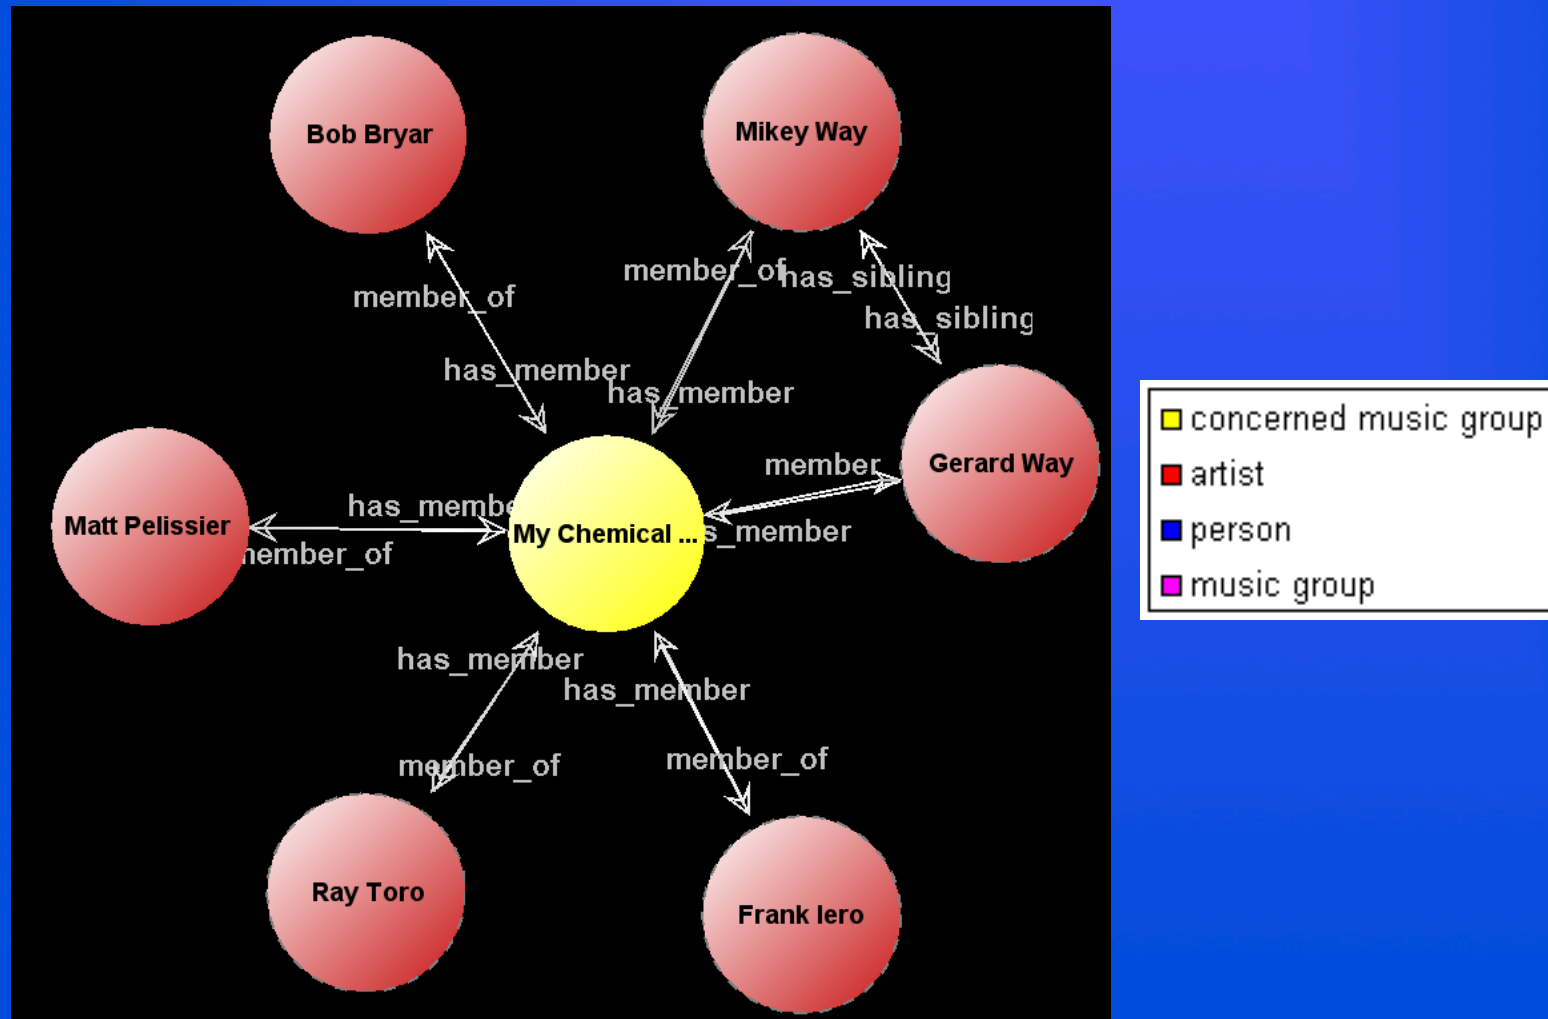 Bob Bryar
Mikey Way
member_of
has_sibling
member_of
has_sibling
has_member
has_member
Gerard Way
member
has_membe
Matt Pelissier
My Chemical ...
s_member
member_of
has_member
has_member
member_of
member_of
Ray Toro
Frank Iero
concerned music group
artist
person
music group